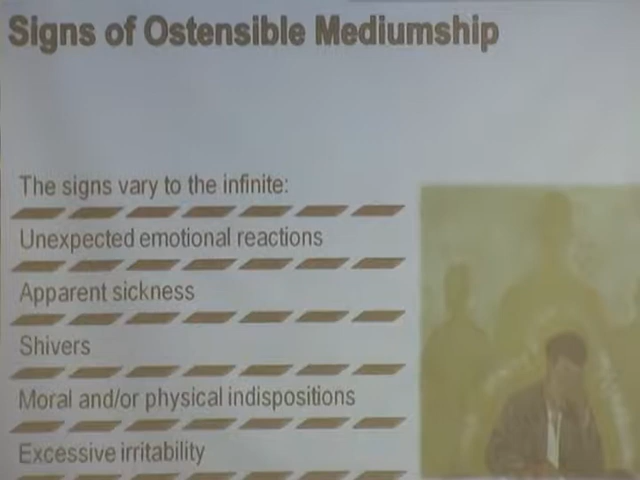 Signs of Ostensible Mediumship
The signs vary to the infinite:
Unexpected emotional reactions
Apparent sickness
Shivers
Moral and/or physical indispositions
Excessive irritability